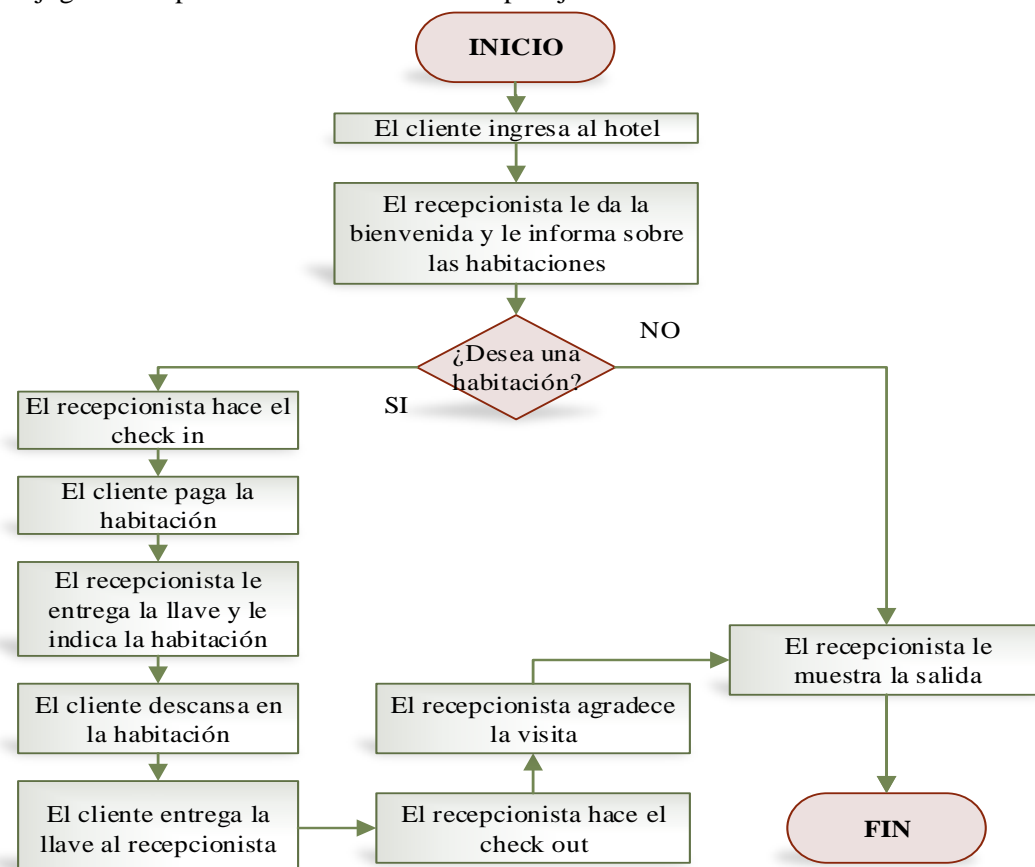 INICIO
El cliente ingresa al hotel
El recepcionista le da la
bienvenida y le informa sobre
las habitaciones
¿Desea una
habitación?
NO
SI
El recepcionista hace el
check in
El cliente paga la
habitación
El recepcionista le
entrega la llave y le
indica la habitación
El cliente descansa en
la habitación
El cliente entrega la
llave al recepcionista
El recepcionista hace el
check out
El recepcionista agradece
la visita
El recepcionista le
muestra la salida
FIN